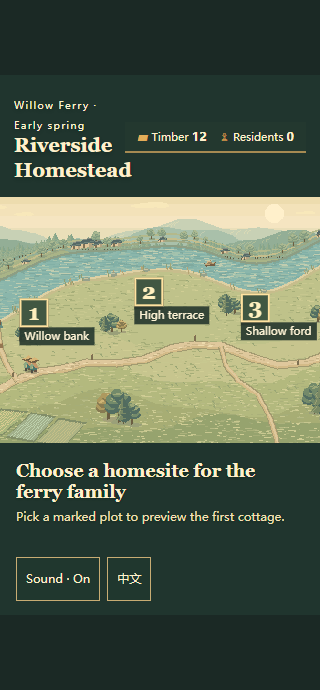 Willow Ferry ·
Early spring
Riverside
Homestead
Timber 12
Residents 0
1
Willow bank
2
High terrace
3
Shallow ford
Choose a homesite for the
ferry family
Pick a marked plot to preview the first cottage.
Sound · On
中文